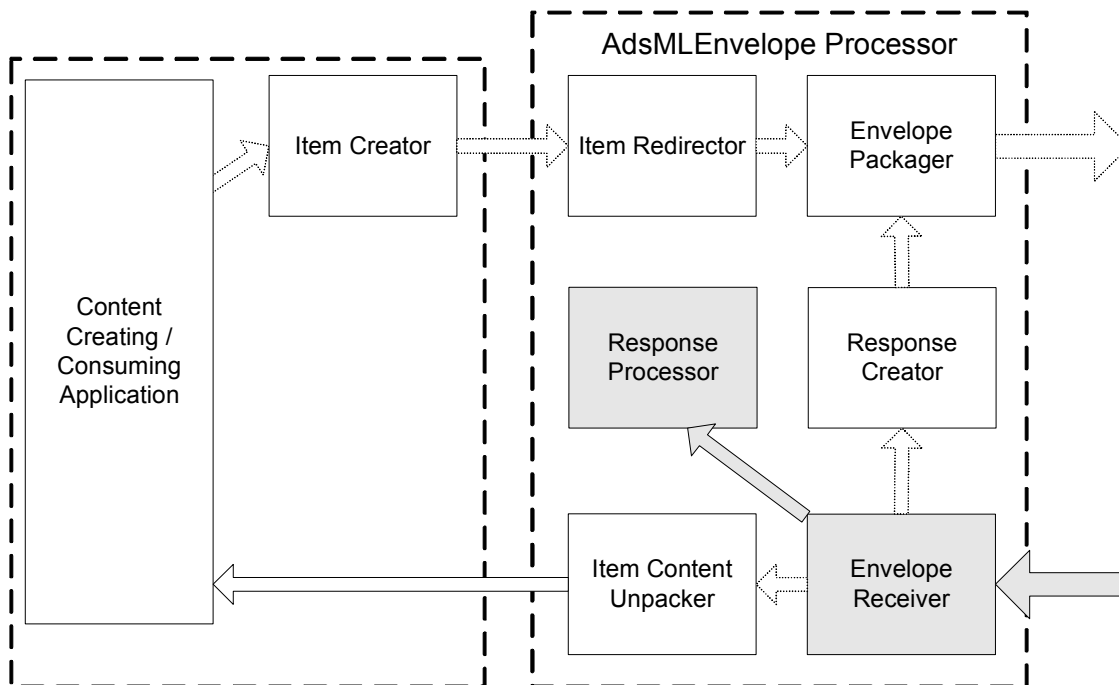 AdsMLEnvelope Processor
Item Creator
Item Redirector
Envelope
Packager
Content
Creating /
Consuming
Application
Response
Processor
Response
Creator
Item Content
Unpacker
Envelope
Receiver